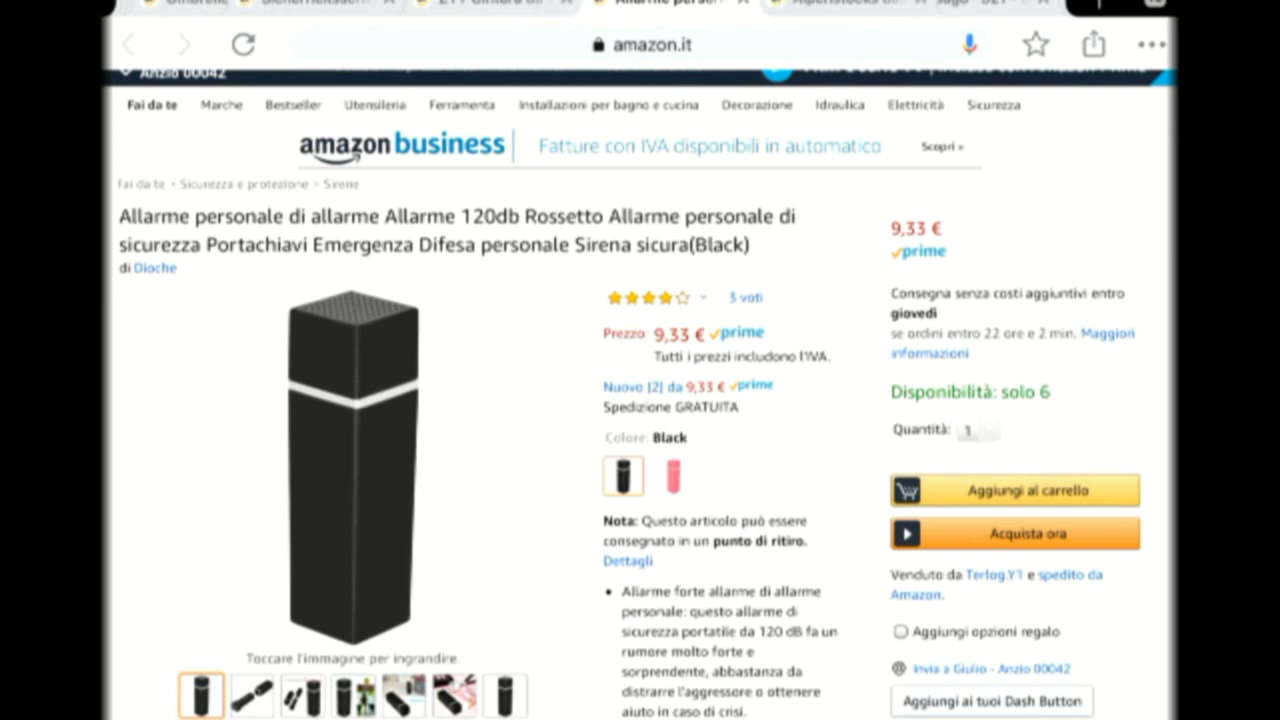 amazon.it
Anzio 00042
Fai da te Marche Bestseller Utensileria Ferramenta Installazioni per bagno e cucina Decorazione Idraulica Elettricità Sicurezza
amazon business Fatture con IVA disponibili in automatico Scopri »
Fai da te › Sicurezza e protezione › Sirene
Allarme personale di allarme Allarme 120db Rossetto Allarme personale di
sicurezza Portachiavi Emergenza Difesa personale Sirena sicura(Black)
di Dioche
3 voti
Prezzo: 9,33 € prime
Tutti i prezzi includono l'IVA.
Nuovo (2) da 9,33 € prime
Spedizione GRATUITA
Colore: Black
Nota: Questo articolo può essere
consegnato in un punto di ritiro.
Dettagli
• Allarme forte allarme di allarme
personale: questo allarme di
sicurezza portatile da 120 dB fa un
rumore molto forte e
sorprendente, abbastanza da
distrarre l'aggressore o ottenere
aiuto in caso di crisi.
Toccare l'immagine per ingrandire.
9,33 €
prime
Consegna senza costi aggiuntivi entro
giovedì
se ordini entro 22 ore e 2 min. Maggiori
informazioni
Disponibilità: solo 6
Quantità: 1
Aggiungi al carrello
Acquista ora
Venduto da Terlog.Y1 e spedito da
Amazon.
Aggiungi opzioni regalo
Invia a Giulio - Anzio 00042
Aggiungi ai tuoi Dash Button